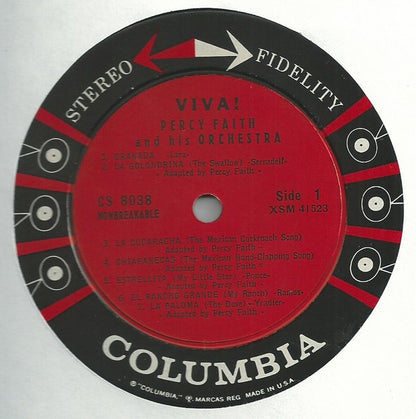 STEREO FIDELITY
VIVA!
PERCY FAITH
and his ORCHESTRA
1. GRANADA -Lara-
2. LA GOLONDRINA (The Swallow) -Serradell-
- Adapted by Percy Faith -
CS 8038
NONBREAKABLE
Side 1
XSM 41523
3. LA CUCARACHA (The Mexican Cockroach Song)
Adapted by Percy Faith -
4. CHIAPANECAS (The Mexican Hand-Clapping Song)
Adapted by Percy Faith -
5. ESTRELLITA (My Little Star) -Ponce-
- Adapted by Percy Faith -
6. EL RANCHO GRANDE (My Ranch) -Ramos-
7. LA PALOMA (The Dove) -Yradier-
- Adapted by Percy Faith -
COLUMBIA
® "COLUMBIA," MARCAS REG. MADE IN U.S.A.